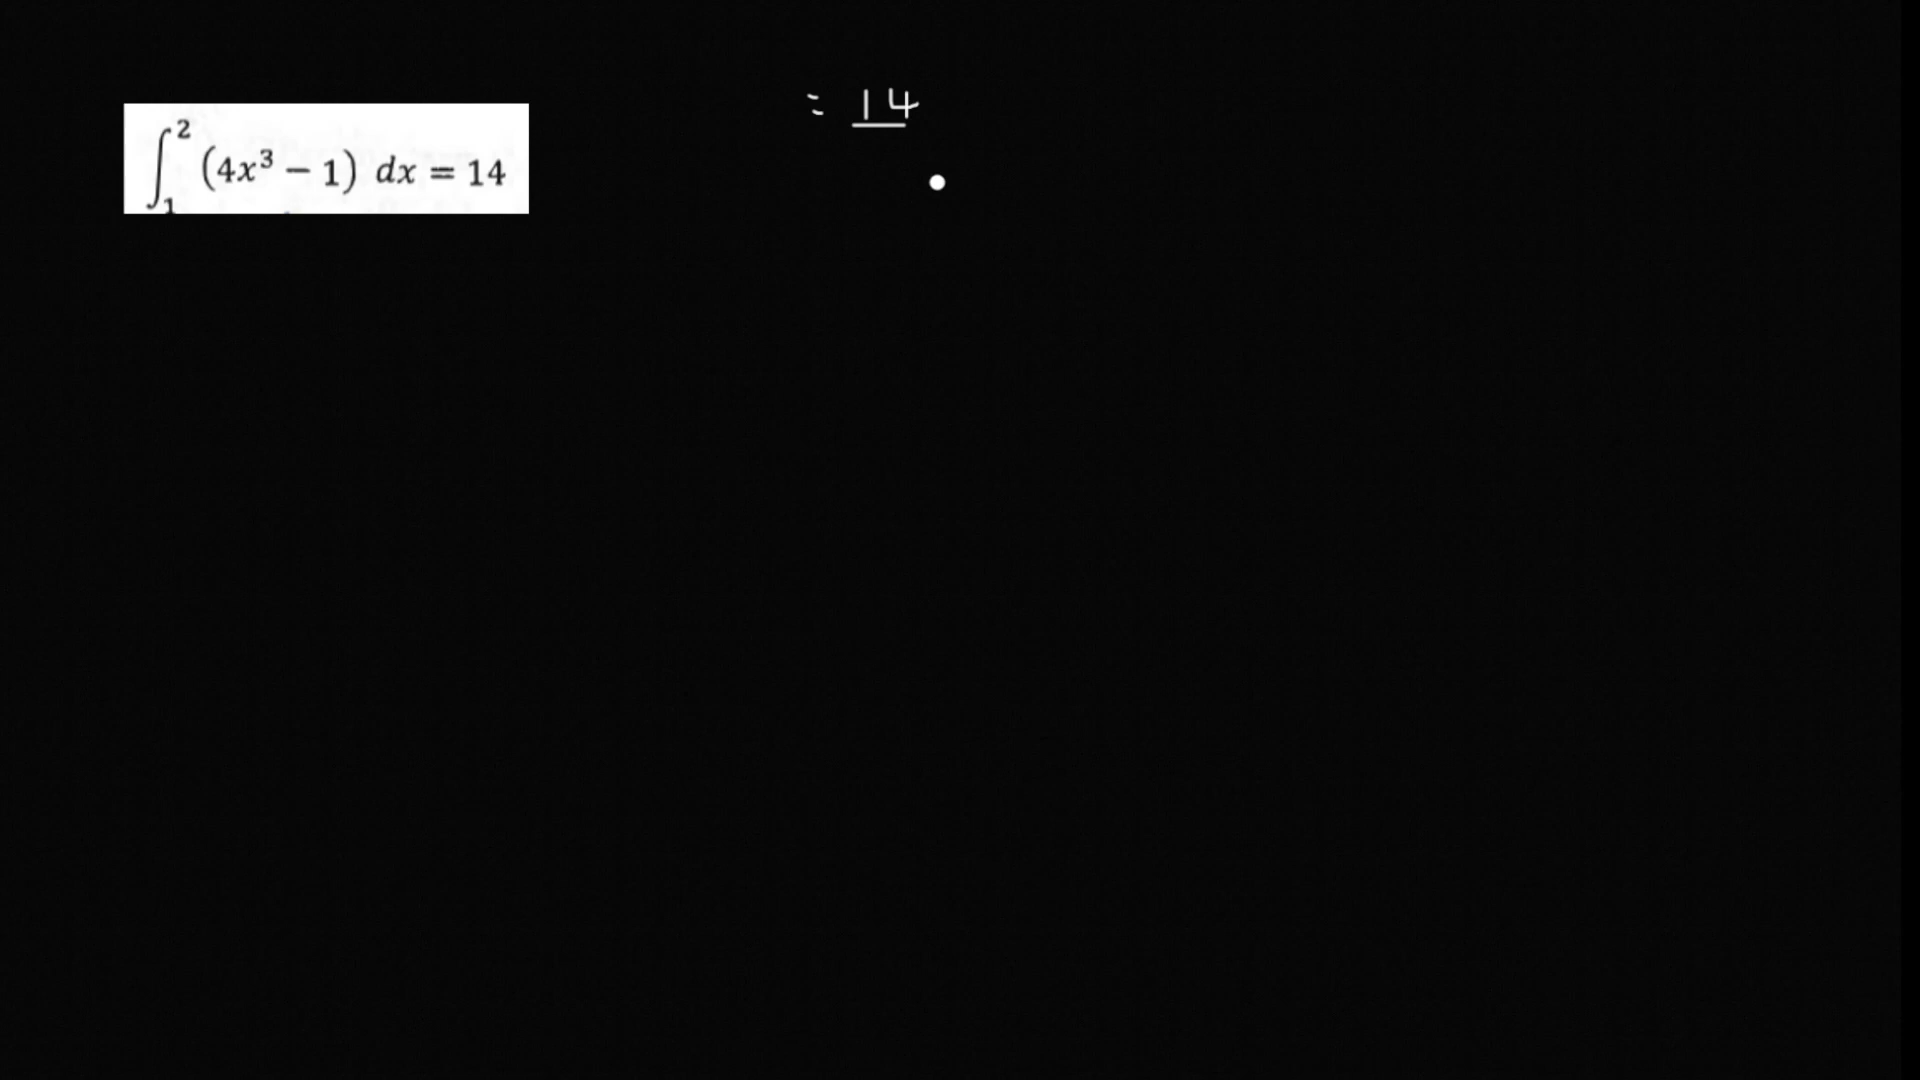 ∫₁² (4x³ − 1) dx = 14
= 14